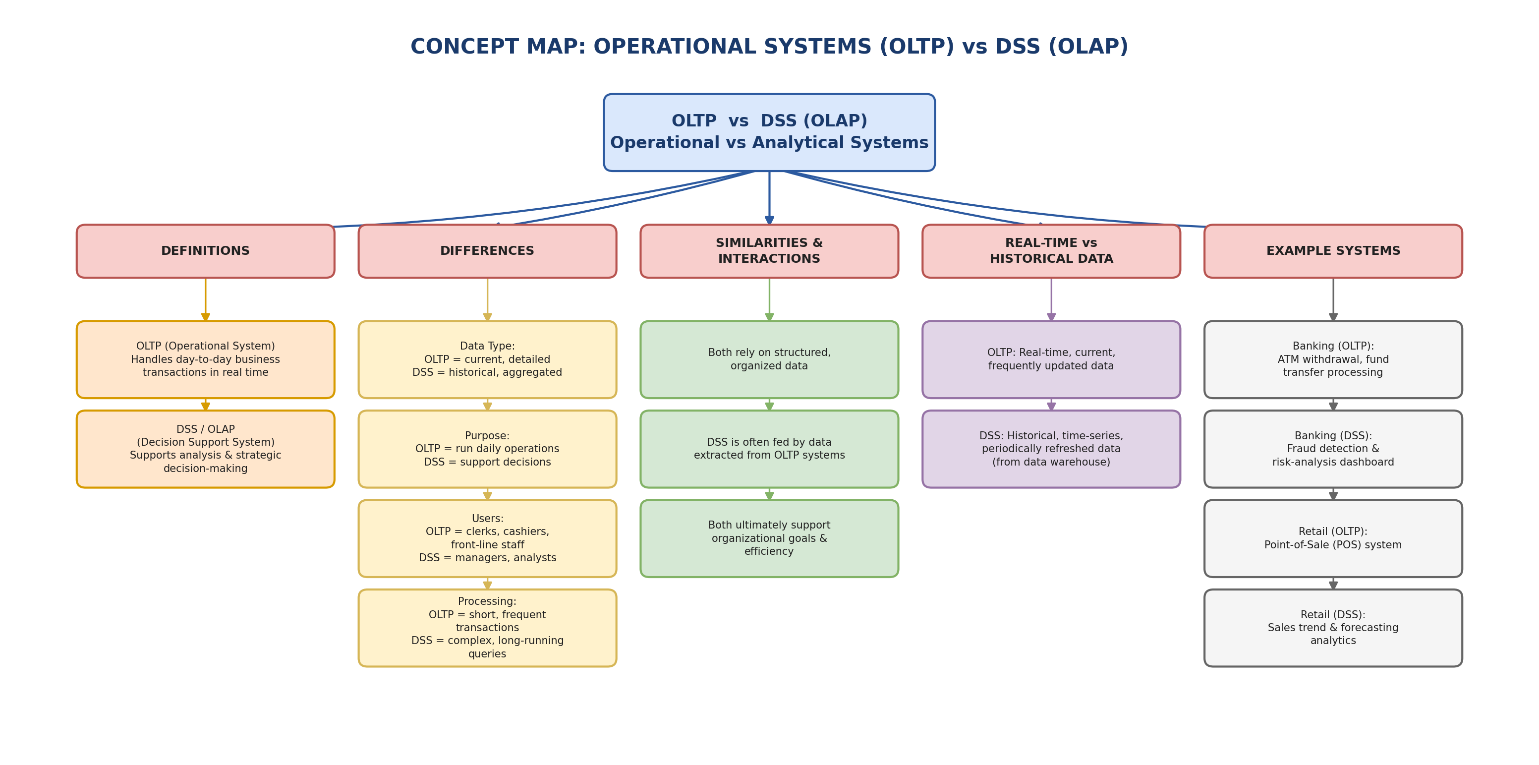 CONCEPT MAP: OPERATIONAL SYSTEMS (OLTP) vs DSS (OLAP)
OLTP vs DSS (OLAP)
Operational vs Analytical Systems
DEFINITIONS
OLTP (Operational System)
Handles day-to-day business
transactions in real time
DSS / OLAP
(Decision Support System)
Supports analysis & strategic
decision-making
DIFFERENCES
Data Type:
OLTP = current, detailed
DSS = historical, aggregated
Purpose:
OLTP = run daily operations
DSS = support decisions
Users:
OLTP = clerks, cashiers,
front-line staff
DSS = managers, analysts
Processing:
OLTP = short, frequent
transactions
DSS = complex, long-running
queries
SIMILARITIES &
INTERACTIONS
Both rely on structured,
organized data
DSS is often fed by data
extracted from OLTP systems
Both ultimately support
organizational goals &
efficiency
REAL-TIME vs
HISTORICAL DATA
OLTP: Real-time, current,
frequently updated data
DSS: Historical, time-series,
periodically refreshed data
(from data warehouse)
EXAMPLE SYSTEMS
Banking (OLTP):
ATM withdrawal, fund
transfer processing
Banking (DSS):
Fraud detection &
risk-analysis dashboard
Retail (OLTP):
Point-of-Sale (POS) system
Retail (DSS):
Sales trend & forecasting
analytics